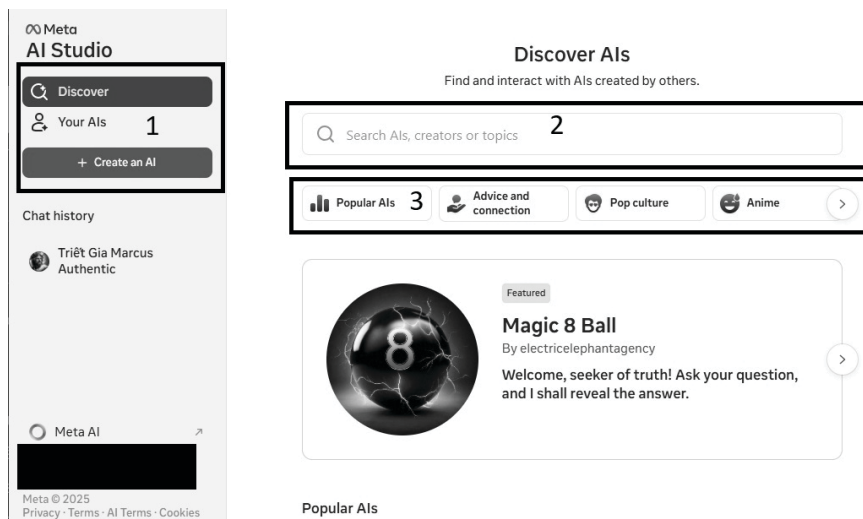 Meta
AI Studio
Discover
Your AIs
1
+ Create an AI
Chat history
Triết Gia Marcus
Authentic
Meta AI
Meta © 2025
Privacy · Terms · AI Terms · Cookies
Discover AIs
Find and interact with AIs created by others.
Search AIs, creators or topics
2
Popular AIs
3
Advice and
connection
Pop culture
Anime
8
Featured
Magic 8 Ball
By electricelephantagency
Welcome, seeker of truth! Ask your question,
and I shall reveal the answer.
Popular AIs